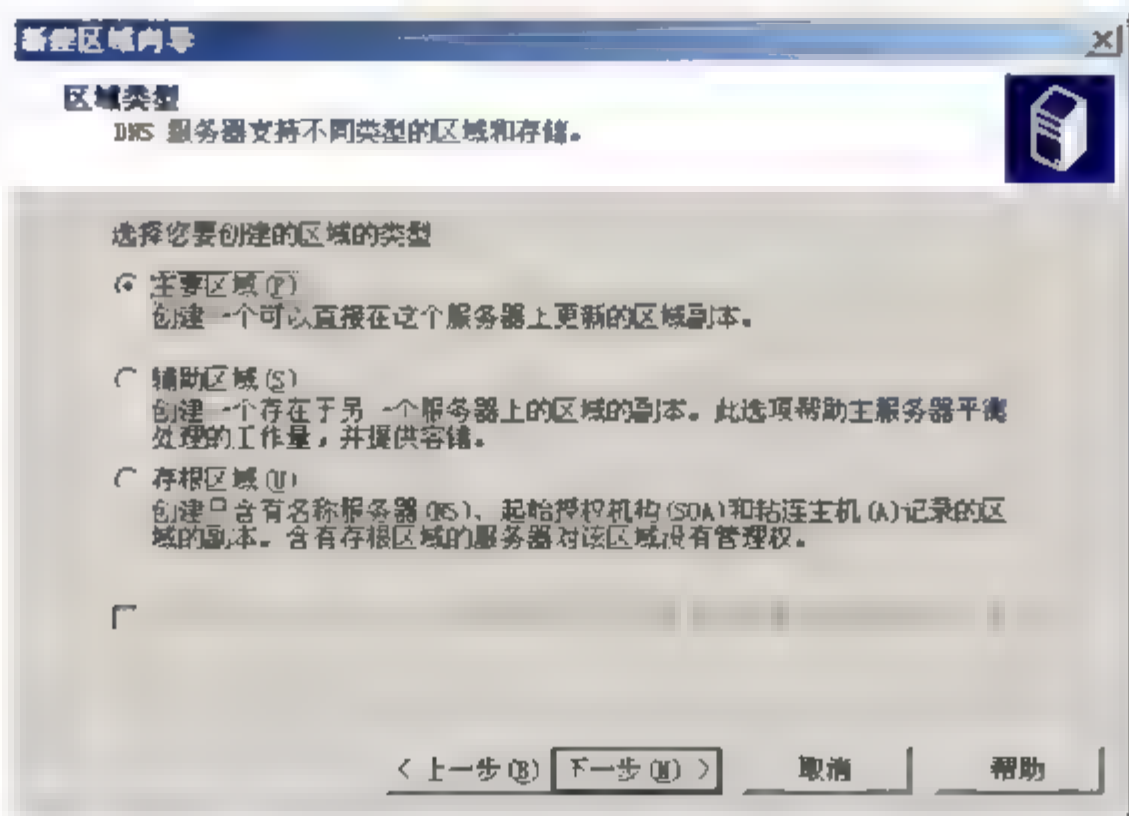 新建区域向导
区域类型
DNS 服务器支持不同类型的区域和存储。
选择您要创建的区域的类型
主要区域(P)
创建一个可以直接在这个服务器上更新的区域副本。
辅助区域(S)
创建一个存在于另一个服务器上的区域的副本。此选项帮助主服务器平衡
处理的工作量，并提供容错。
存根区域(U)
创建只含有名称服务器(NS)、起始授权机构(SOA)和粘连主机(A)记录的区
域的副本。含有存根区域的服务器对该区域没有管理权。
< 上一步(B)
下一步(N) >
取消
帮助